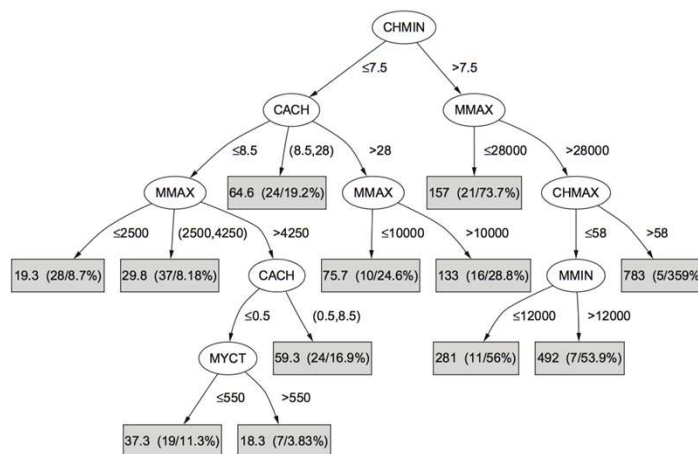 CHMIN
≤7.5 >7.5
CACH MMAX
≤8.5 (8.5,28) >28 ≤28000 >28000
MMAX 64.6 (24/19.2%) MMAX 157 (21/73.7%) CHMAX
≤2500 (2500,4250) >4250 ≤10000 >10000 ≤58 >58
19.3 (28/8.7%) 29.8 (37/8.18%) CACH 75.7 (10/24.6%) 133 (16/28.8%) MMIN 783 (5/359%
≤0.5 (0.5,8.5) ≤12000 >12000
MYCT 59.3 (24/16.9%) 281 (11/56%) 492 (7/53.9%)
≤550 >550
37.3 (19/11.3%) 18.3 (7/3.83%)